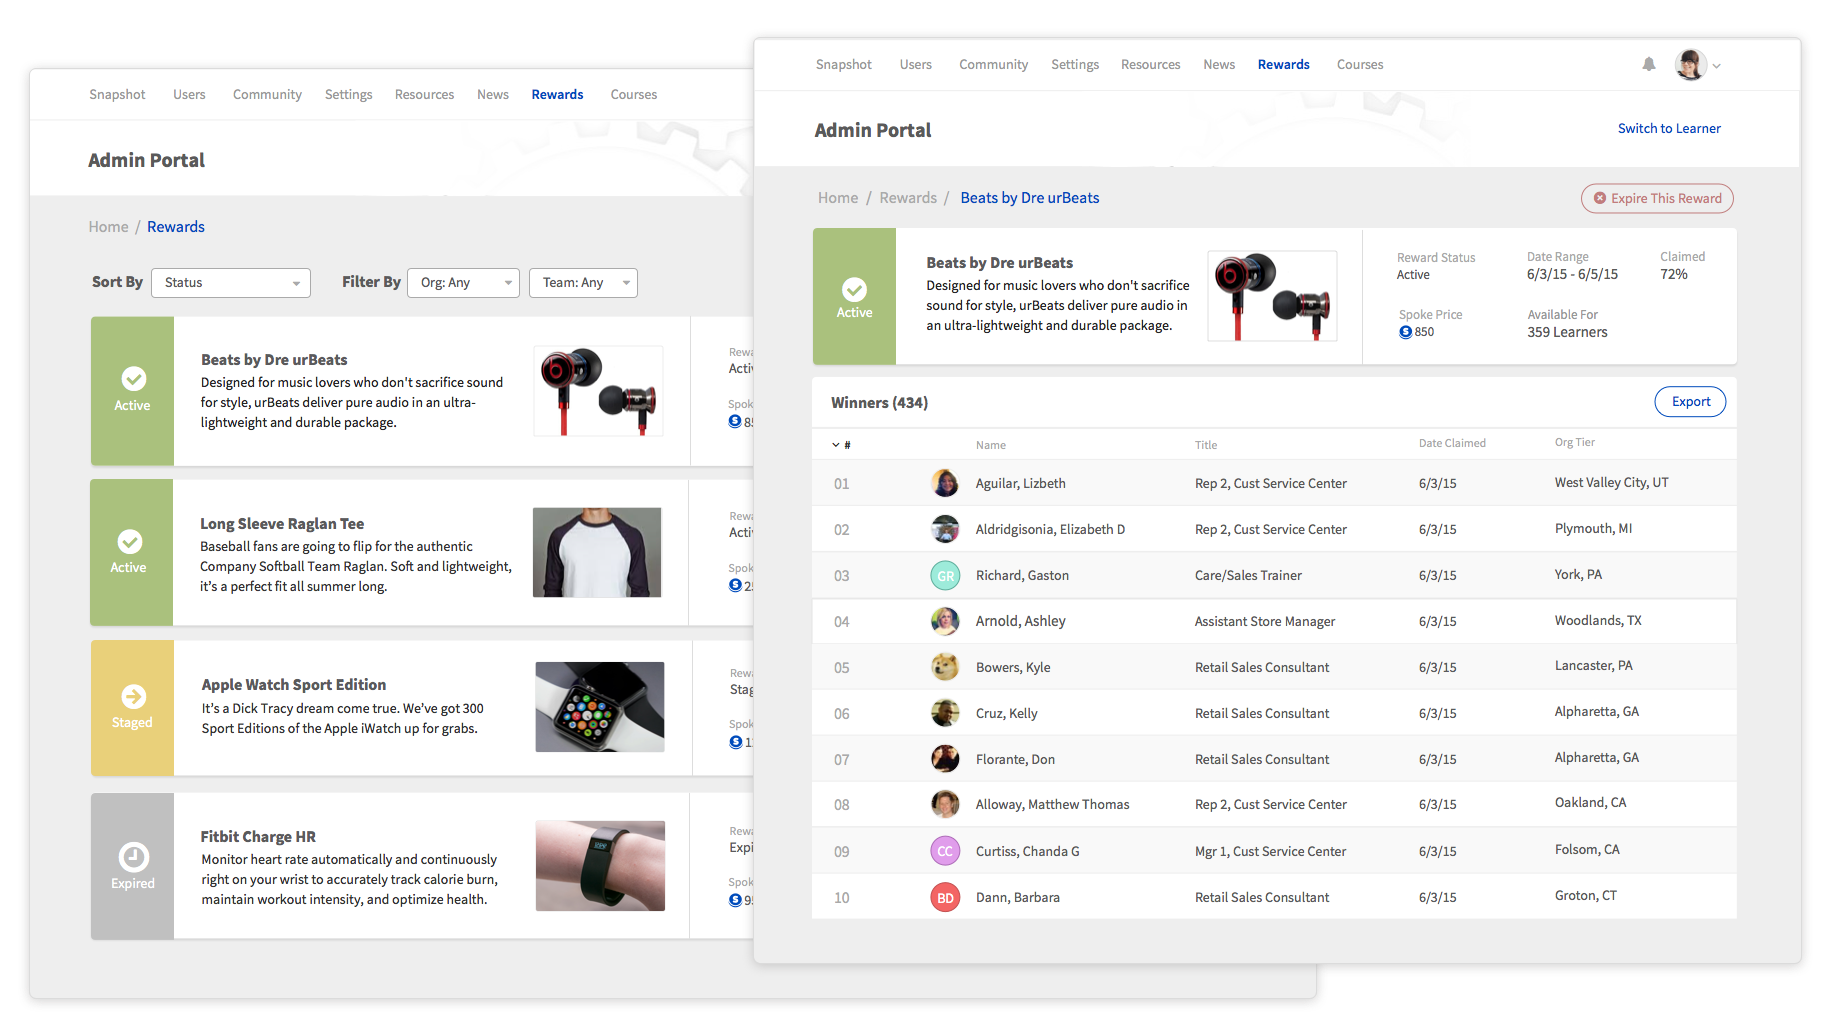 Snapshot Users Community Settings Resources News Rewards Courses
Admin Portal
Home / Rewards
Sort By Status Filter By Org: Any Team: Any
Active
Beats by Dre urBeats
Designed for music lovers who don't sacrifice sound
for style, urBeats deliver pure audio in an ultra-
lightweight and durable package.
Active
Long Sleeve Raglan Tee
Baseball fans are going to flip for the authentic
Company Softball Team Raglan. Soft and lightweight,
it's a perfect fit all summer long.
Staged
Apple Watch Sport Edition
It's a Dick Tracy dream come true. We've got 300
Sport Editions of the Apple iWatch up for grabs.
Expired
Fitbit Charge HR
Monitor heart rate automatically and continuously
right on your wrist to accurately track calorie burn,
maintain workout intensity, and optimize health.
Snapshot Users Community Settings Resources News Rewards Courses
Admin Portal
Switch to Learner
Home / Rewards / Beats by Dre urBeats
Expire This Reward
Active
Beats by Dre urBeats
Designed for music lovers who don't sacrifice
sound for style, urBeats deliver pure audio in
an ultra-lightweight and durable package.
Reward Status Date Range Claimed
Active 6/3/15 - 6/5/15 72%
Spoke Price Available For
S 850 359 Learners
Winners (434) Export
# Name Title Date Claimed Org Tier
01 Aguilar, Lizbeth Rep 2, Cust Service Center 6/3/15 West Valley City, UT
02 Aldridgisonia, Elizabeth D Rep 2, Cust Service Center 6/3/15 Plymouth, MI
03 GR Richard, Gaston Care/Sales Trainer 6/3/15 York, PA
04 Arnold, Ashley Assistant Store Manager 6/3/15 Woodlands, TX
05 Bowers, Kyle Retail Sales Consultant 6/3/15 Lancaster, PA
06 Cruz, Kelly Retail Sales Consultant 6/3/15 Alpharetta, GA
07 Florante, Don Retail Sales Consultant 6/3/15 Alpharetta, GA
08 Alloway, Matthew Thomas Rep 2, Cust Service Center 6/3/15 Oakland, CA
09 CC Curtiss, Chanda G Mgr 1, Cust Service Center 6/3/15 Folsom, CA
10 BD Dann, Barbara Retail Sales Consultant 6/3/15 Groton, CT